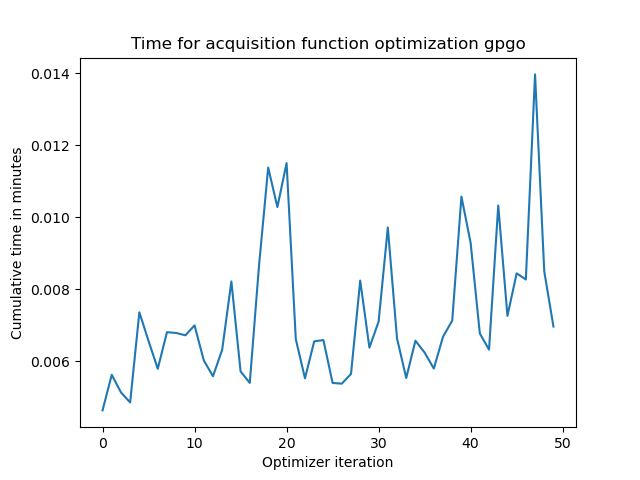 Time for acquisition function optimization gpgo
0.014
0.012
0.010
0.008
0.006
Cumulative time in minutes
0 10 20 30 40 50
Optimizer iteration